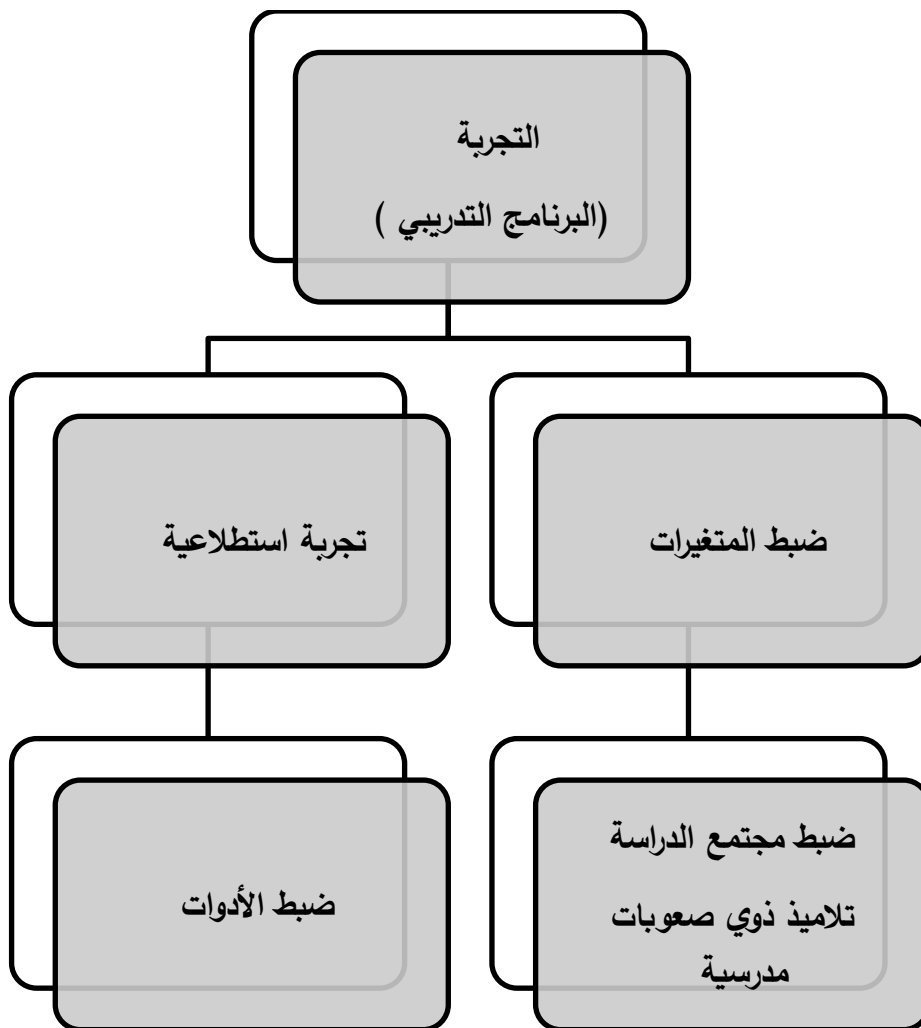 التجربة
(البرنامج التدريبي )
ضبط المتغيرات
تجربة استطلاعية
ضبط مجتمع الدراسة
تلاميذ ذوي صعوبات
مدرسية
ضبط الأدوات